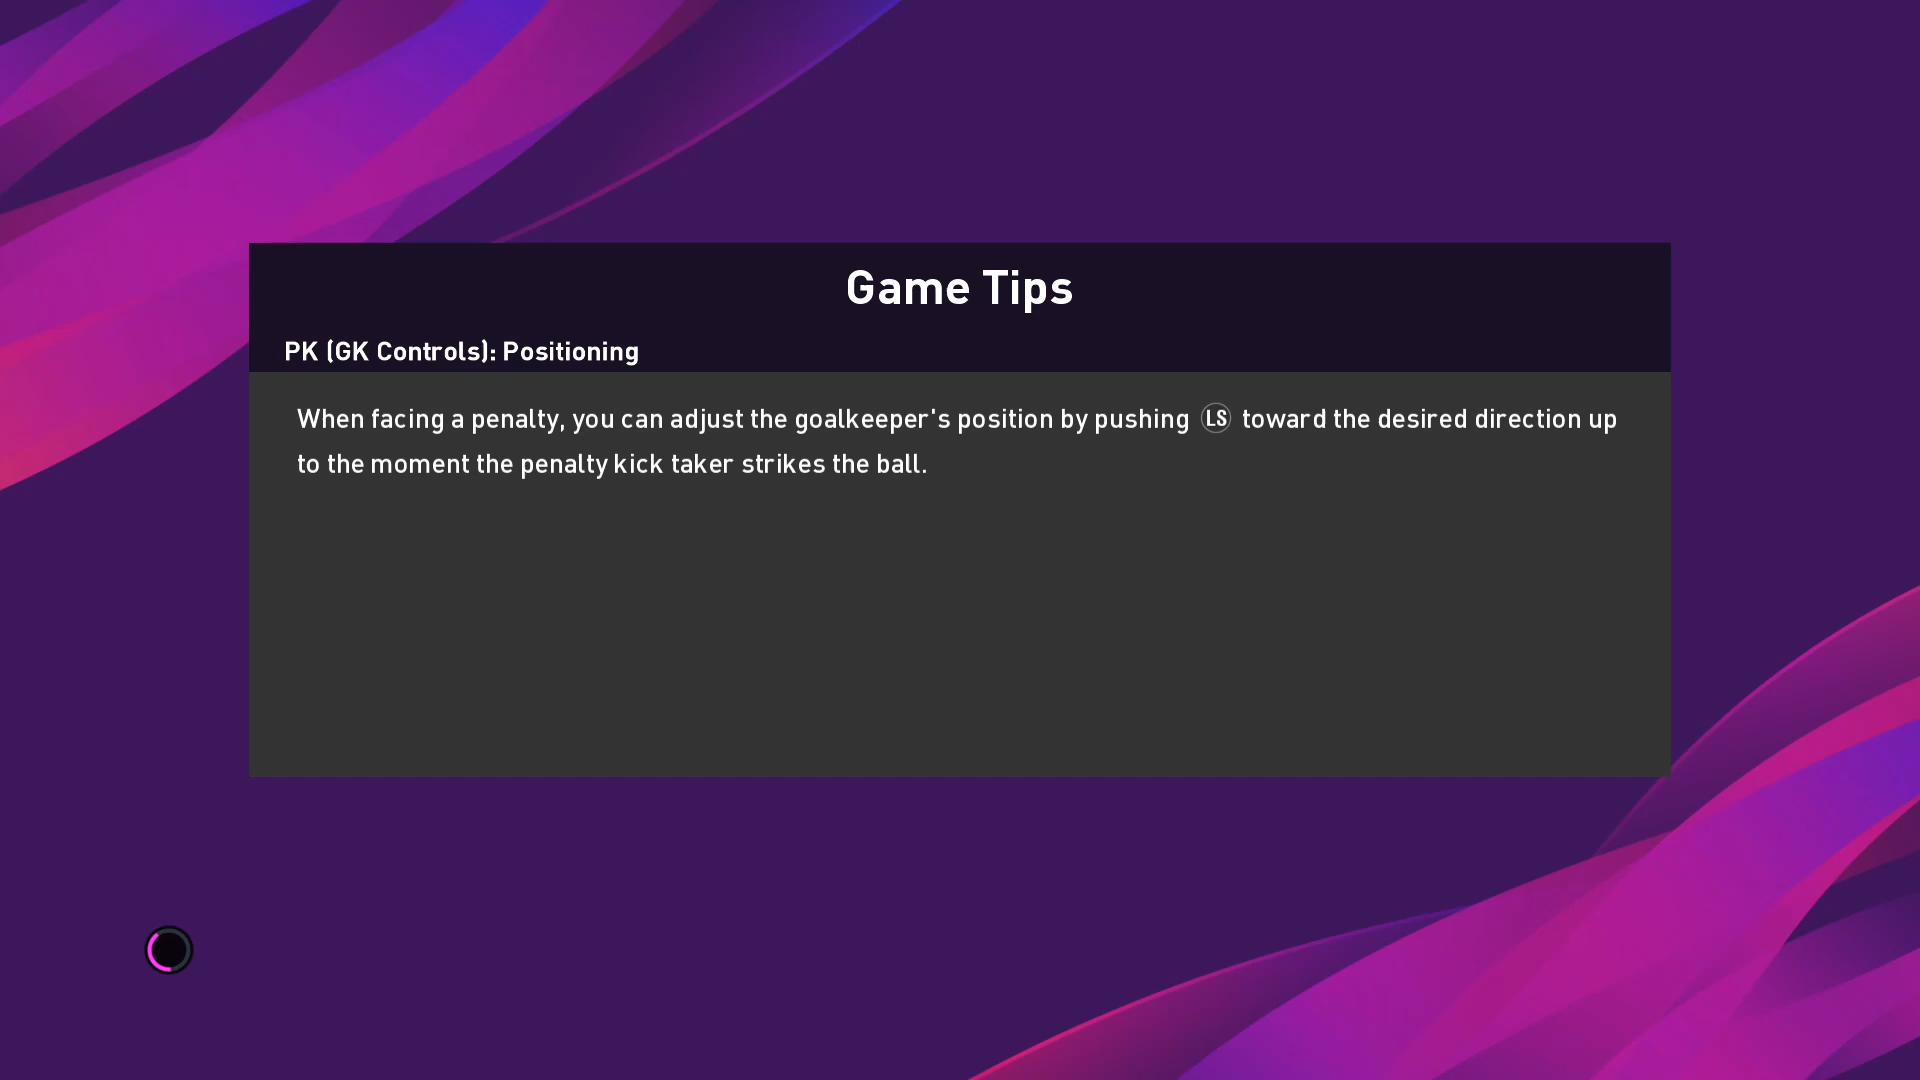 Game Tips
PK (GK Controls): Positioning
When facing a penalty, you can adjust the goalkeeper's position by pushing LS toward the desired direction up
to the moment the penalty kick taker strikes the ball.